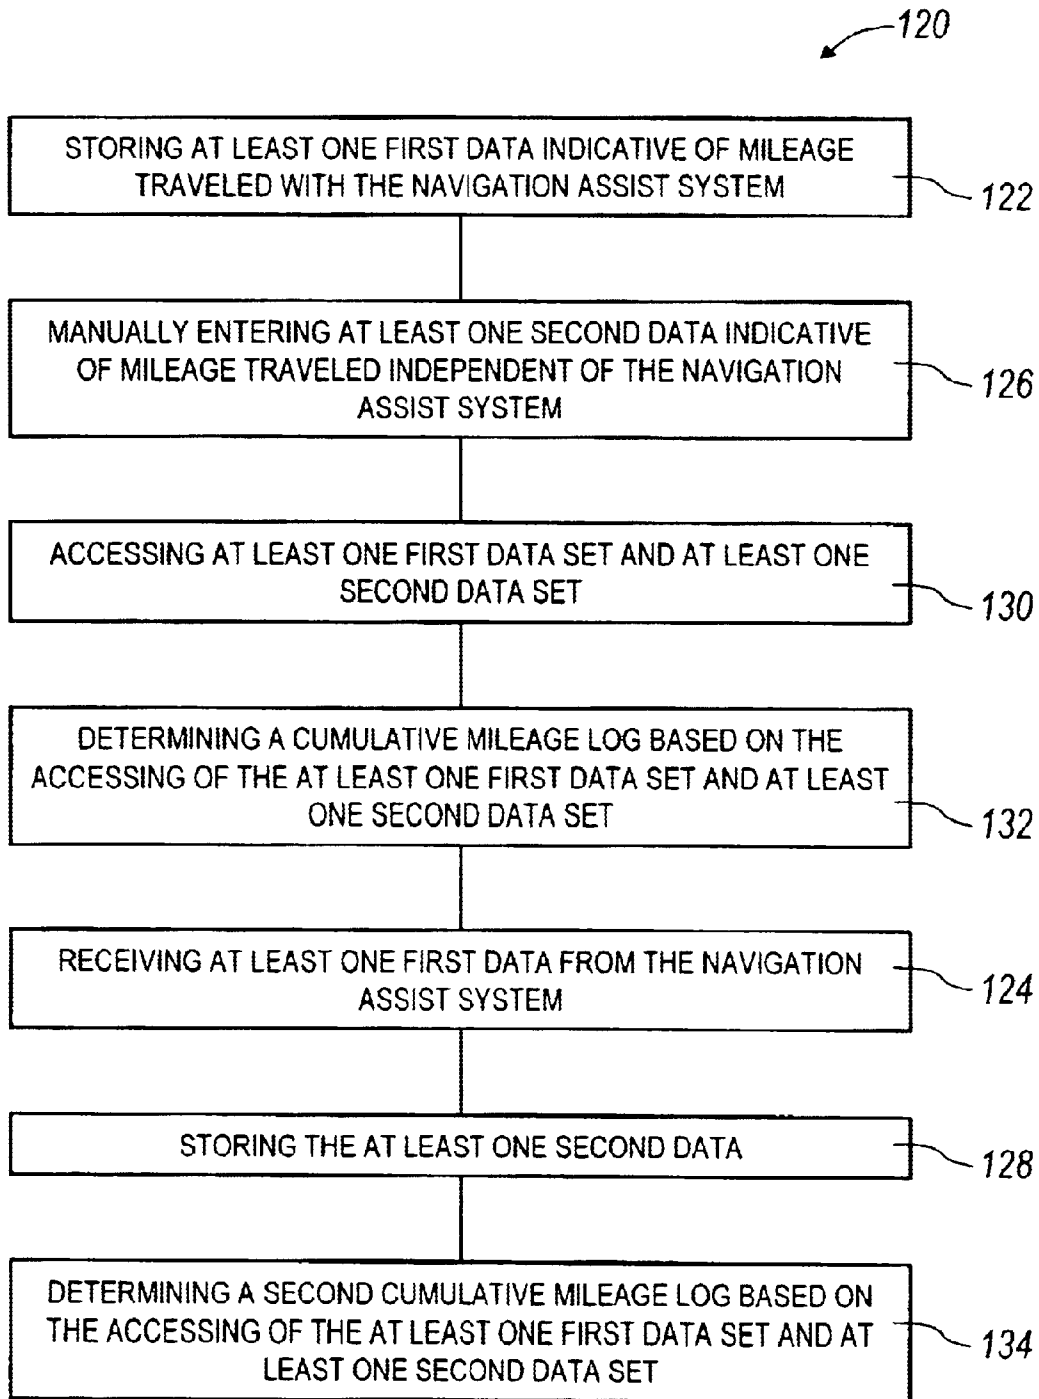 120
STORING AT LEAST ONE FIRST DATA INDICATIVE OF MILEAGE
TRAVELED WITH THE NAVIGATION ASSIST SYSTEM
122
MANUALLY ENTERING AT LEAST ONE SECOND DATA INDICATIVE
OF MILEAGE TRAVELED INDEPENDENT OF THE NAVIGATION
ASSIST SYSTEM
126
ACCESSING AT LEAST ONE FIRST DATA SET AND AT LEAST ONE
SECOND DATA SET
130
DETERMINING A CUMULATIVE MILEAGE LOG BASED ON THE
ACCESSING OF THE AT LEAST ONE FIRST DATA SET AND AT LEAST
ONE SECOND DATA SET
132
RECEIVING AT LEAST ONE FIRST DATA FROM THE NAVIGATION
ASSIST SYSTEM
124
STORING THE AT LEAST ONE SECOND DATA
128
DETERMINING A SECOND CUMULATIVE MILEAGE LOG BASED ON
THE ACCESSING OF THE AT LEAST ONE FIRST DATA SET AND AT
LEAST ONE SECOND DATA SET
134